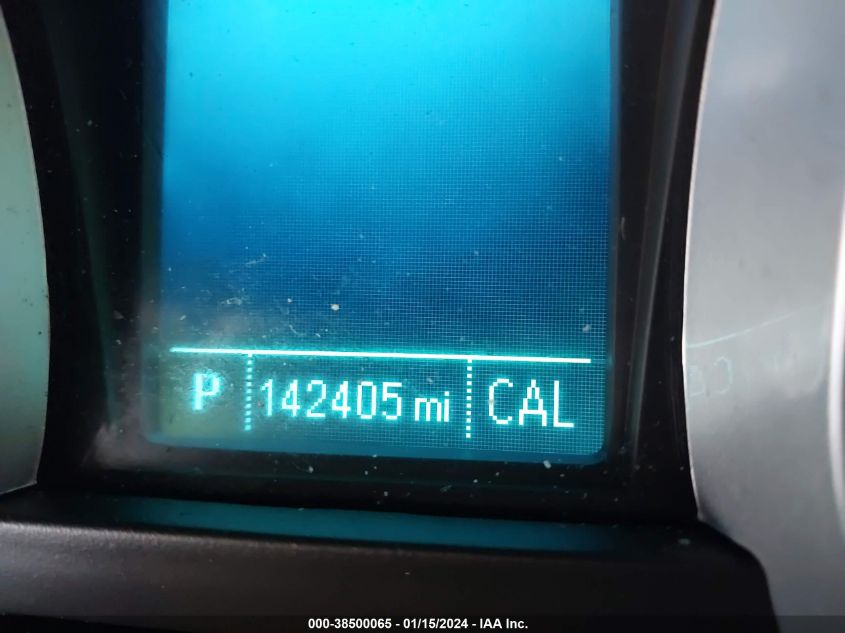 P 142405 mi CAL
000-38500065 - 01/15/2024 - IAA Inc.